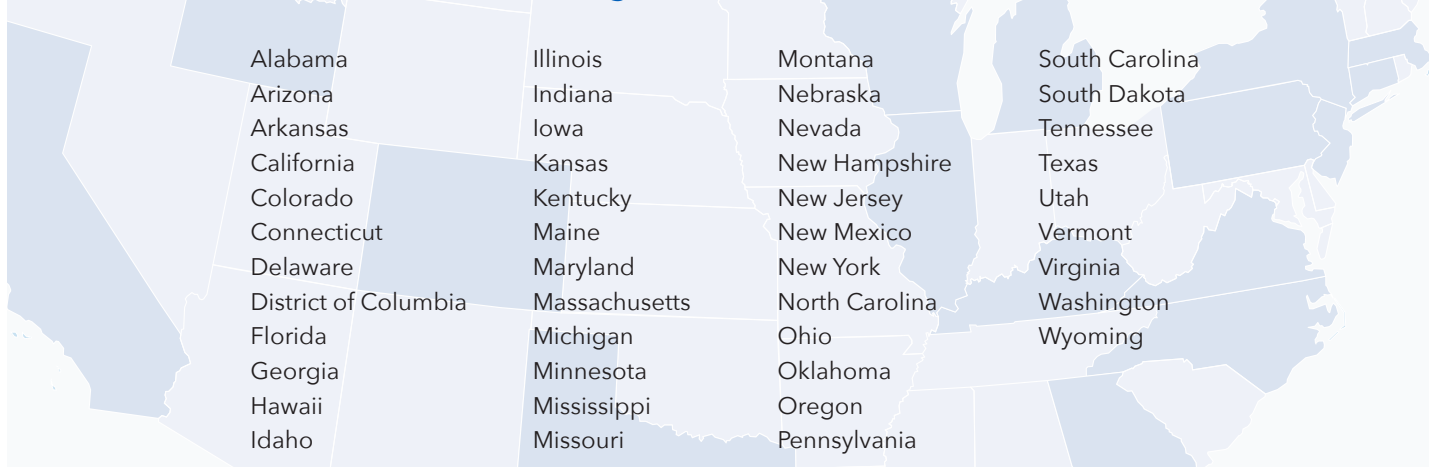 Alabama
Arizona
Arkansas
California
Colorado
Connecticut
Delaware
District of Columbia
Florida
Georgia
Hawaii
Idaho
Illinois
Indiana
Iowa
Kansas
Kentucky
Maine
Maryland
Massachusetts
Michigan
Minnesota
Mississippi
Missouri
Montana
Nebraska
Nevada
New Hampshire
New Jersey
New Mexico
New York
North Carolina
Ohio
Oklahoma
Oregon
Pennsylvania
South Carolina
South Dakota
Tennessee
Texas
Utah
Vermont
Virginia
Washington
Wyoming